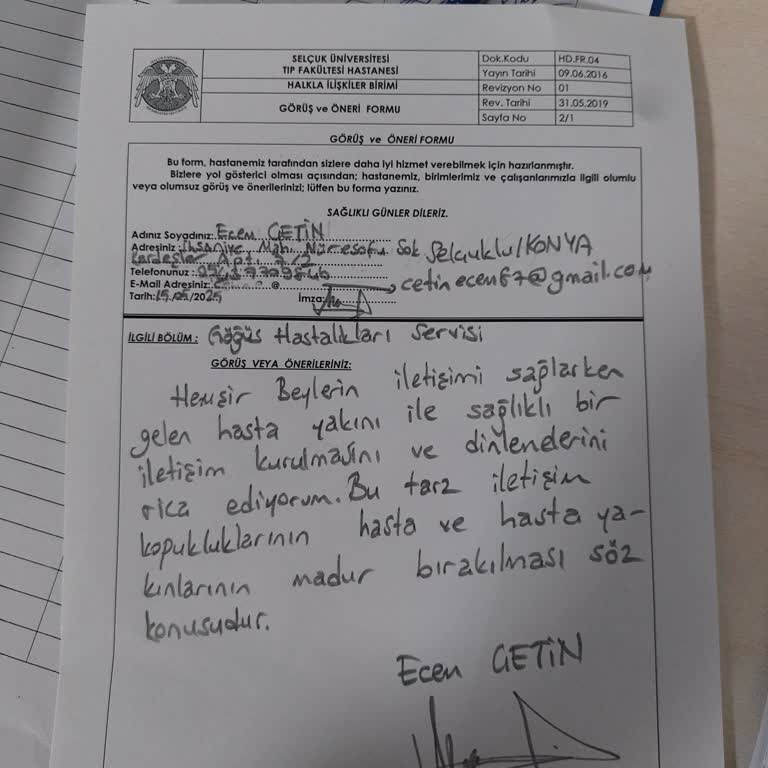 SELÇUK ÜNİVERSİTESİ
TIP FAKÜLTESİ HASTANESİ
HALKLA İLİŞKİLER BİRİMİ
GÖRÜŞ ve ÖNERİ FORMU
Dok.Kodu HD.FR.04
Yayın Tarihi 09.06.2016
Revizyon No 01
Rev. Tarihi 31.05.2019
Sayfa No 2/1
GÖRÜŞ ve ÖNERİ FORMU
Bu form, hastanemiz tarafından sizlere daha iyi hizmet verebilmek için hazırlanmıştır.
Bizlere yol gösterici olması açısından; hastanemiz, birimlerimiz ve çalışanlarımızla ilgili olumlu
veya olumsuz görüş ve önerilerinizi; lütfen bu forma yazınız.
SAĞLIKLI GÜNLER DİLERİZ.
Adınız Soyadınız: Ecem ÇETİN
Adresiniz: İhsaniye Mah. Sok Selçuklu/KONYA
Kardeşler Apt. 7/2
Telefonunuz :
E-Mail Adresiniz: @ cetinecem67@gmail.com
Tarih:15/05/2025 İmza:
İLGİLİ BÖLÜM : Göğüs Hastalıkları Servisi
GÖRÜŞ VEYA ÖNERİLERİNİZ:
Hemşir Beylerin iletişimi sağlarken
gelen hasta yakını ile sağlıklı bir
iletişim kurulmasını ve dinlenderini
rica ediyorum. Bu tarz iletişim
kopukluklarının hasta ve hasta ya-
kınlarının madur bırakılması söz
konusudur.
Ecem ÇETİN